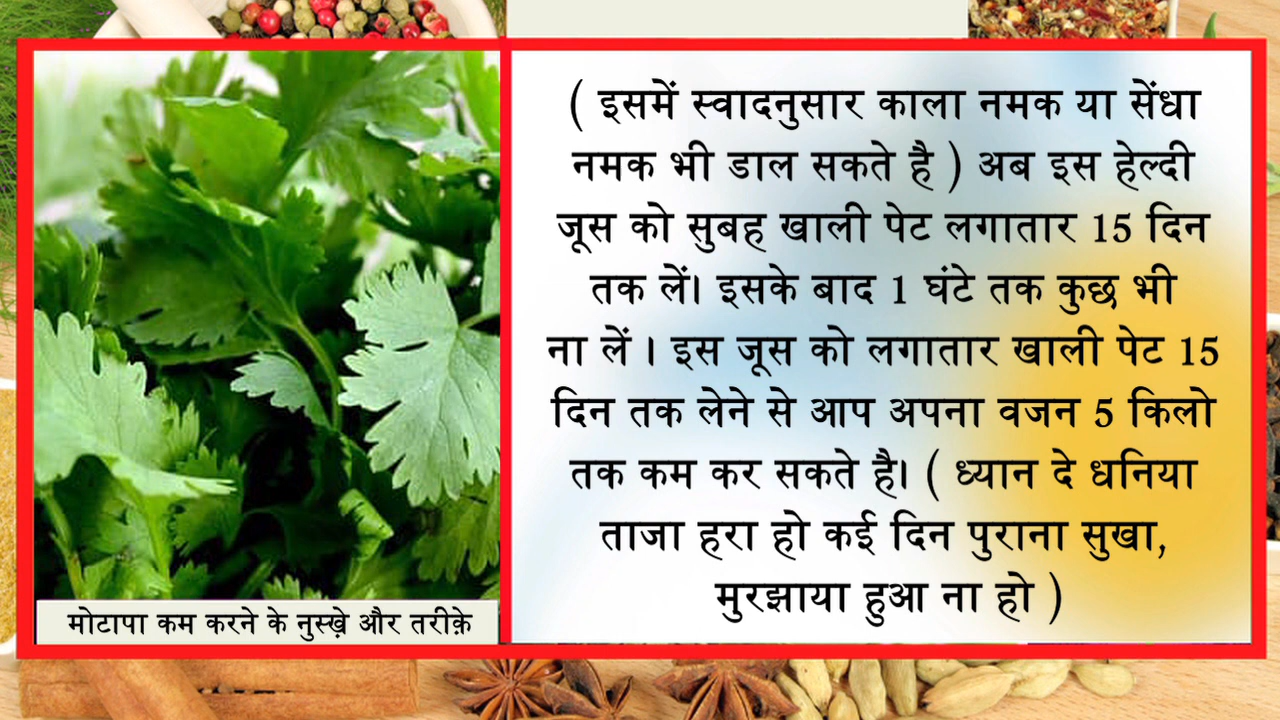 ( इसमें स्वादनुसार काला नमक या सेंधा
नमक भी डाल सकते है ) अब इस हेल्दी
जूस को सुबह खाली पेट लगातार 15 दिन
तक लें। इसके बाद 1 घंटे तक कुछ भी
ना लें । इस जूस को लगातार खाली पेट 15
दिन तक लेने से आप अपना वजन 5 किलो
तक कम कर सकते है। ( ध्यान दे धनिया
ताजा हरा हो कई दिन पुराना सुखा,
मुरझाया हुआ ना हो )
मोटापा कम करने के नुस्ख़े और तरीक़े